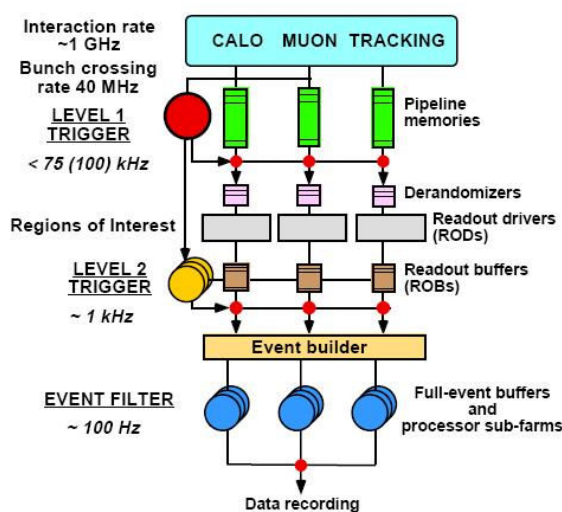 Interaction rate
~1 GHz
CALO MUON TRACKING
Bunch crossing
rate 40 MHz
LEVEL 1
TRIGGER
< 75 (100) kHz
Pipeline
memories
Derandomizers
Regions of Interest
Readout drivers
(RODs)
LEVEL 2
TRIGGER
~ 1 kHz
Readout buffers
(ROBs)
Event builder
EVENT FILTER
~ 100 Hz
Full-event buffers
and
processor sub-farms
Data recording